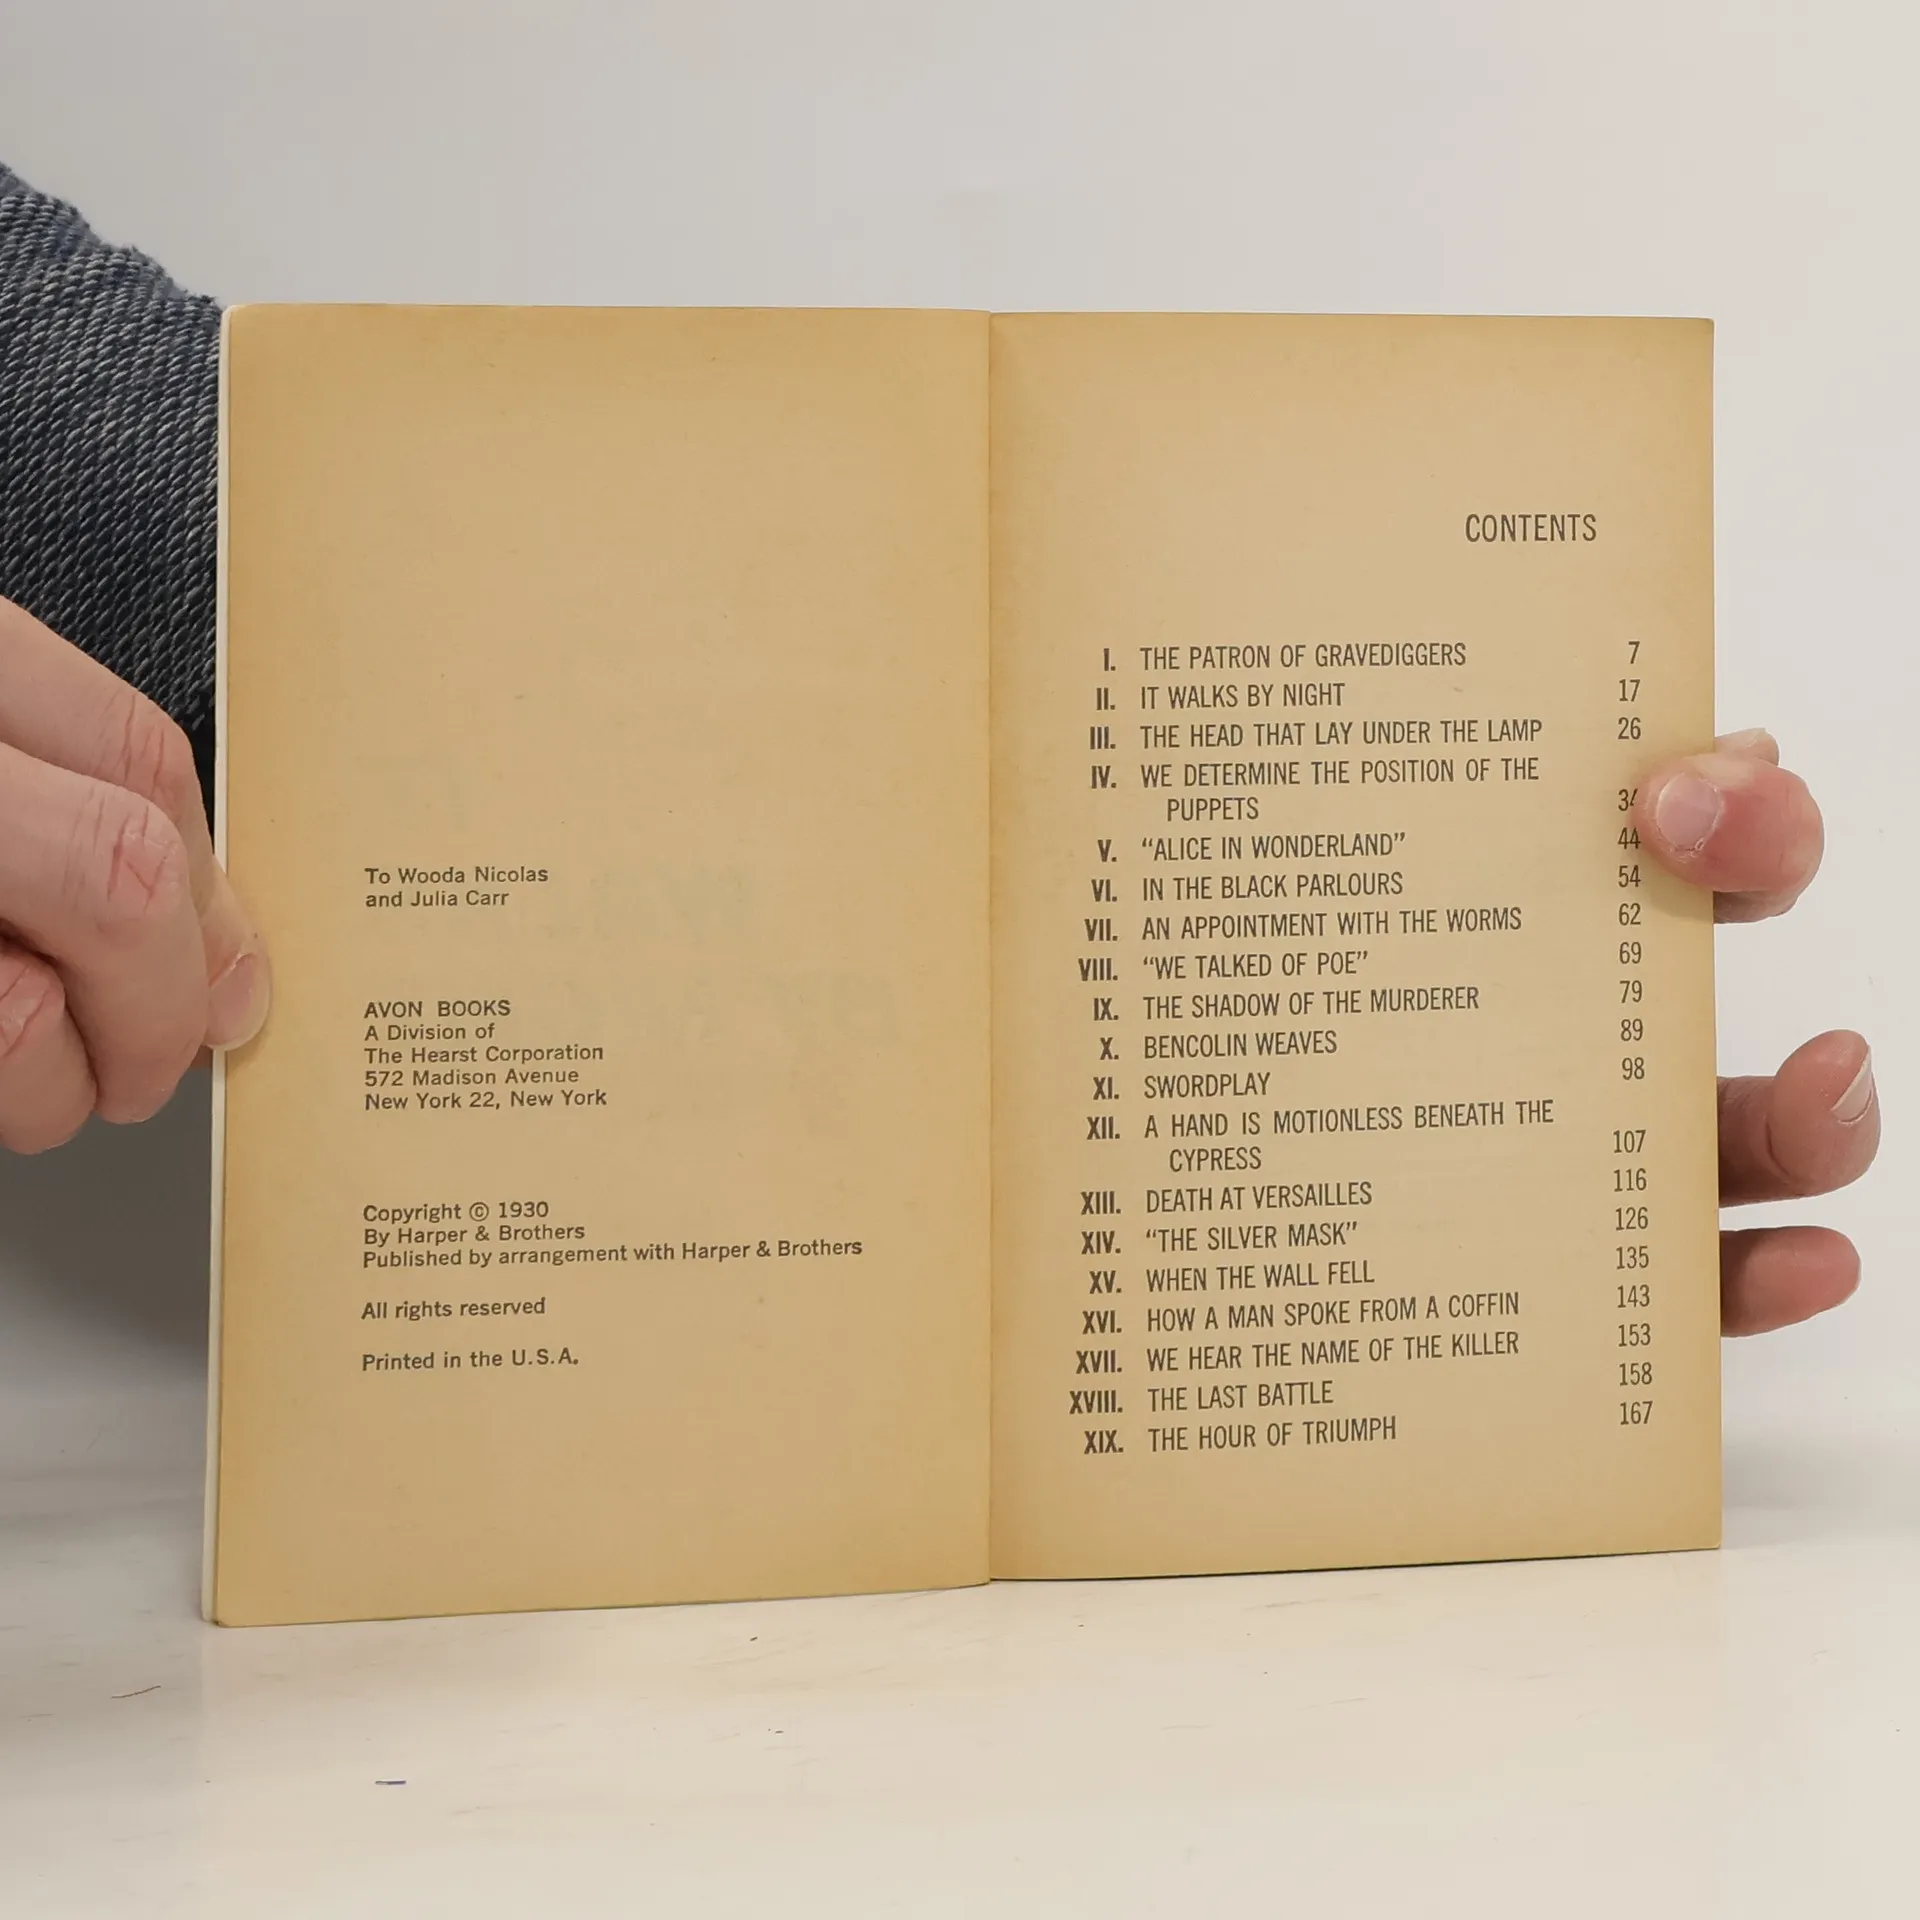 To Wooda Nicolas
and Julia Carr
AVON BOOKS
A Division of
The Hearst Corporation
572 Madison Avenue
New York 22, New York
Copyright © 1930
By Harper & Brothers
Published by arrangement with Harper & Brothers
All rights reserved
Printed in the U.S.A.
CONTENTS
I. THE PATRON OF GRAVEDIGGERS 7
II. IT WALKS BY NIGHT 17
III. THE HEAD THAT LAY UNDER THE LAMP 26
IV. WE DETERMINE THE POSITION OF THE
PUPPETS 34
V. “ALICE IN WONDERLAND” 44
VI. IN THE BLACK PARLOURS 54
VII. AN APPOINTMENT WITH THE WORMS 62
VIII. “WE TALKED OF POE” 69
IX. THE SHADOW OF THE MURDERER 79
X. BENCOLIN WEAVES 89
XI. SWORDPLAY 98
XII. A HAND IS MOTIONLESS BENEATH THE
CYPRESS 107
XIII. DEATH AT VERSAILLES 116
XIV. “THE SILVER MASK” 126
XV. WHEN THE WALL FELL 135
XVI. HOW A MAN SPOKE FROM A COFFIN 143
XVII. WE HEAR THE NAME OF THE KILLER 153
XVIII. THE LAST BATTLE 158
XIX. THE HOUR OF TRIUMPH 167